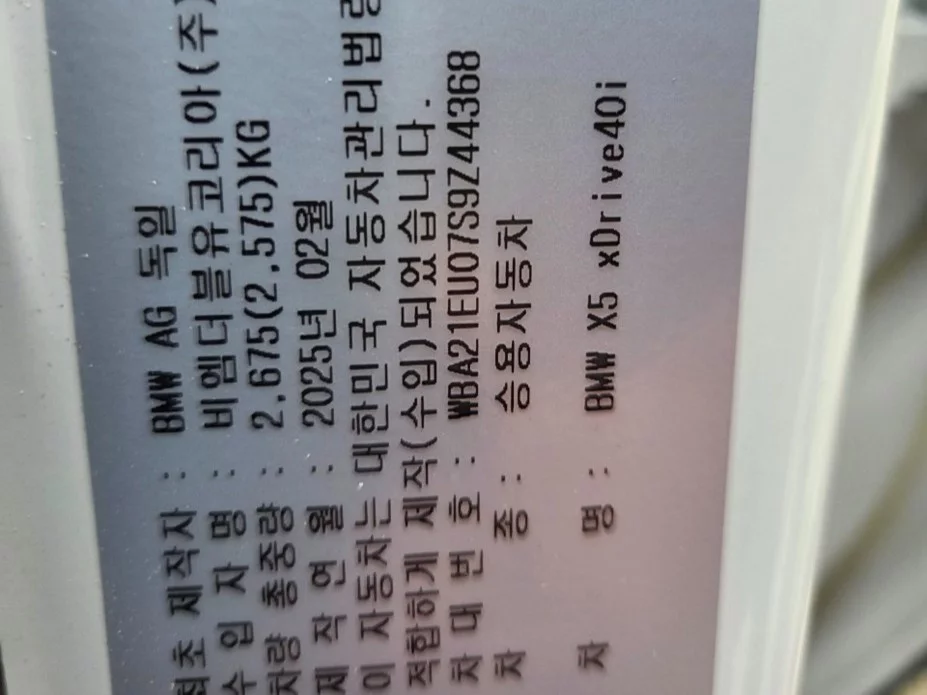 최초 제작자 : BMW AG 독일
수 입 자 명 : 비엠더블유코리아(주)
차량 총중량 : 2,675(2,575)KG
제 작 연 월 : 2025년 02월
이 자동차는 대한민국 자동차관리법령
적합하게 제작(수입)되었습니다.
차 대 번 호 : WBA21EU07S9Z44368
차 종 : 승용자동차
차 명 : BMW X5 xDrive40i